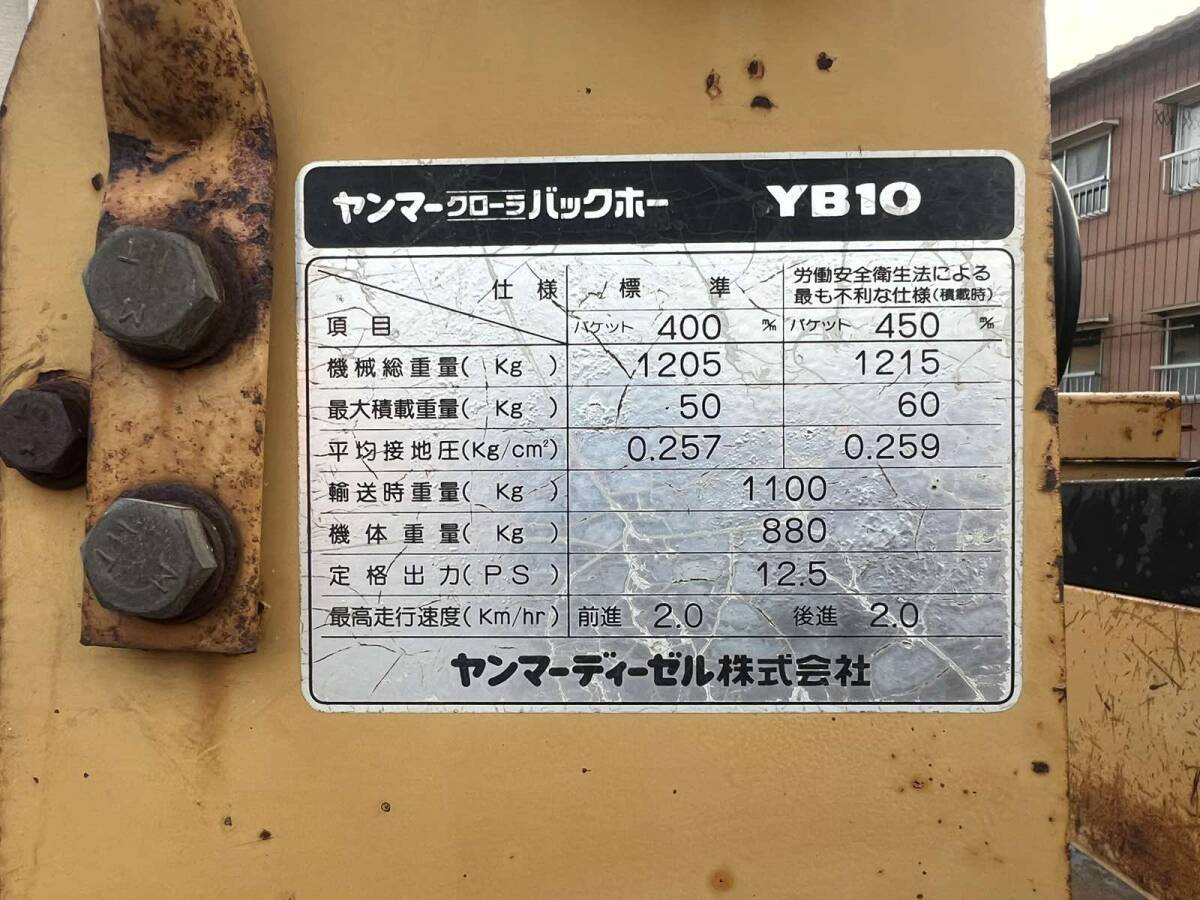 ヤンマークローラバックホー YB10
仕様 標準 労働安全衛生法による
最も不利な仕様(積載時)
項目 バケット 400 m/m バケット 450 m/m
機械総重量( Kg ) 1205 1215
最大積載重量( Kg ) 50 60
平均接地圧(Kg/cm²) 0.257 0.259
輸送時重量( Kg ) 1100
機体重量( Kg ) 880
定格出力( PS ) 12.5
最高走行速度( Km/hr ) 前進 2.0 後進 2.0
ヤンマーディーゼル株式会社